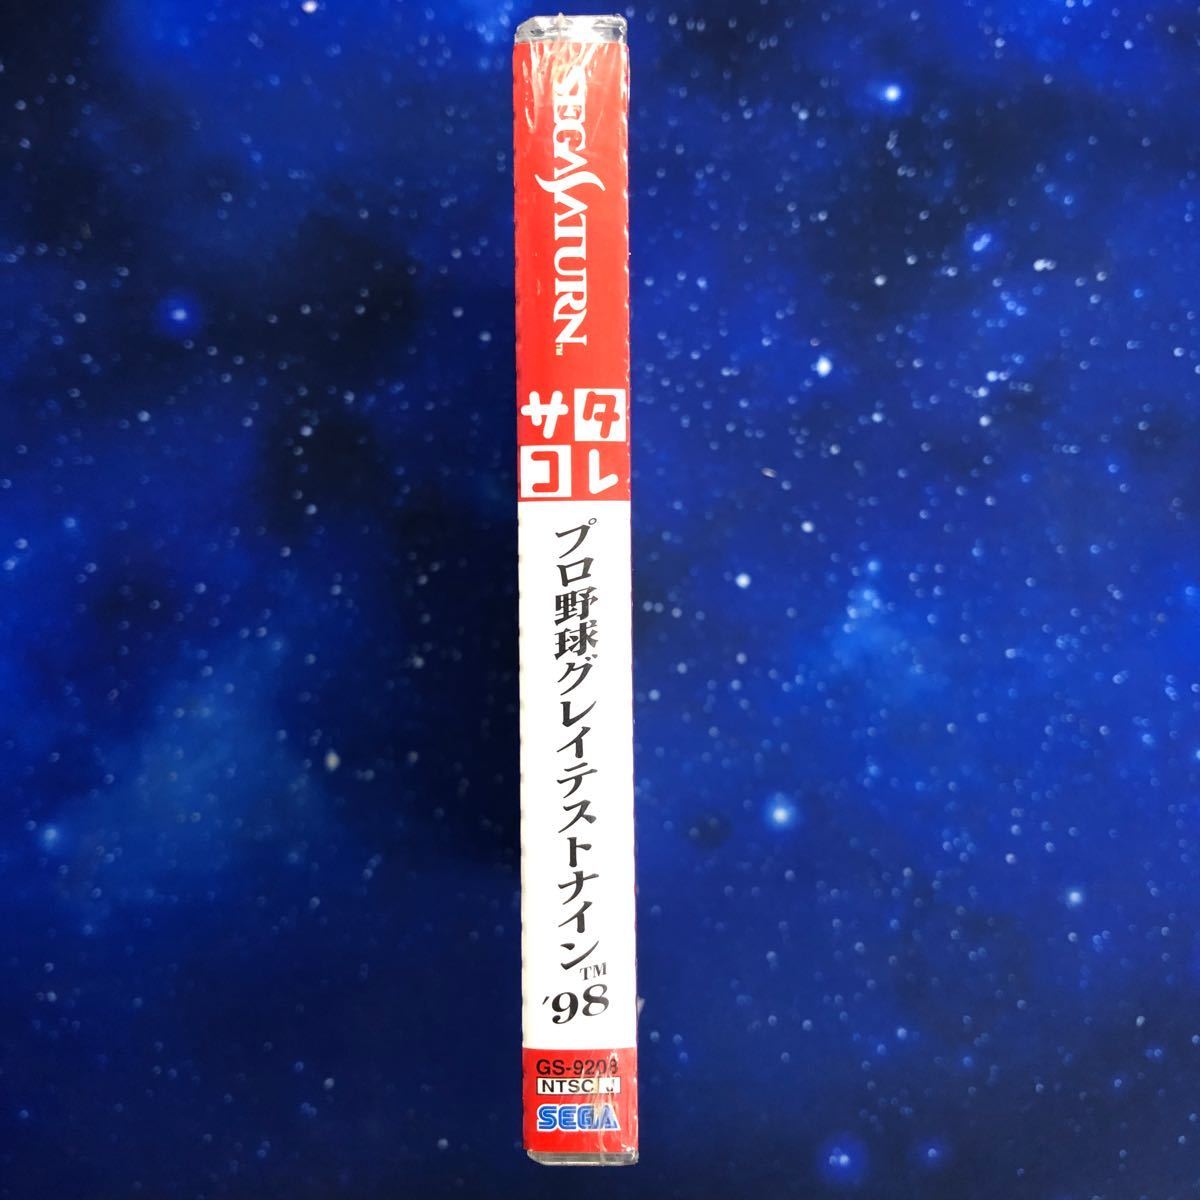 SEGA SATURN™
サタ
コレ
プロ野球グレイテストナイン™
'98
GS-9208
NTSC J
SEGA